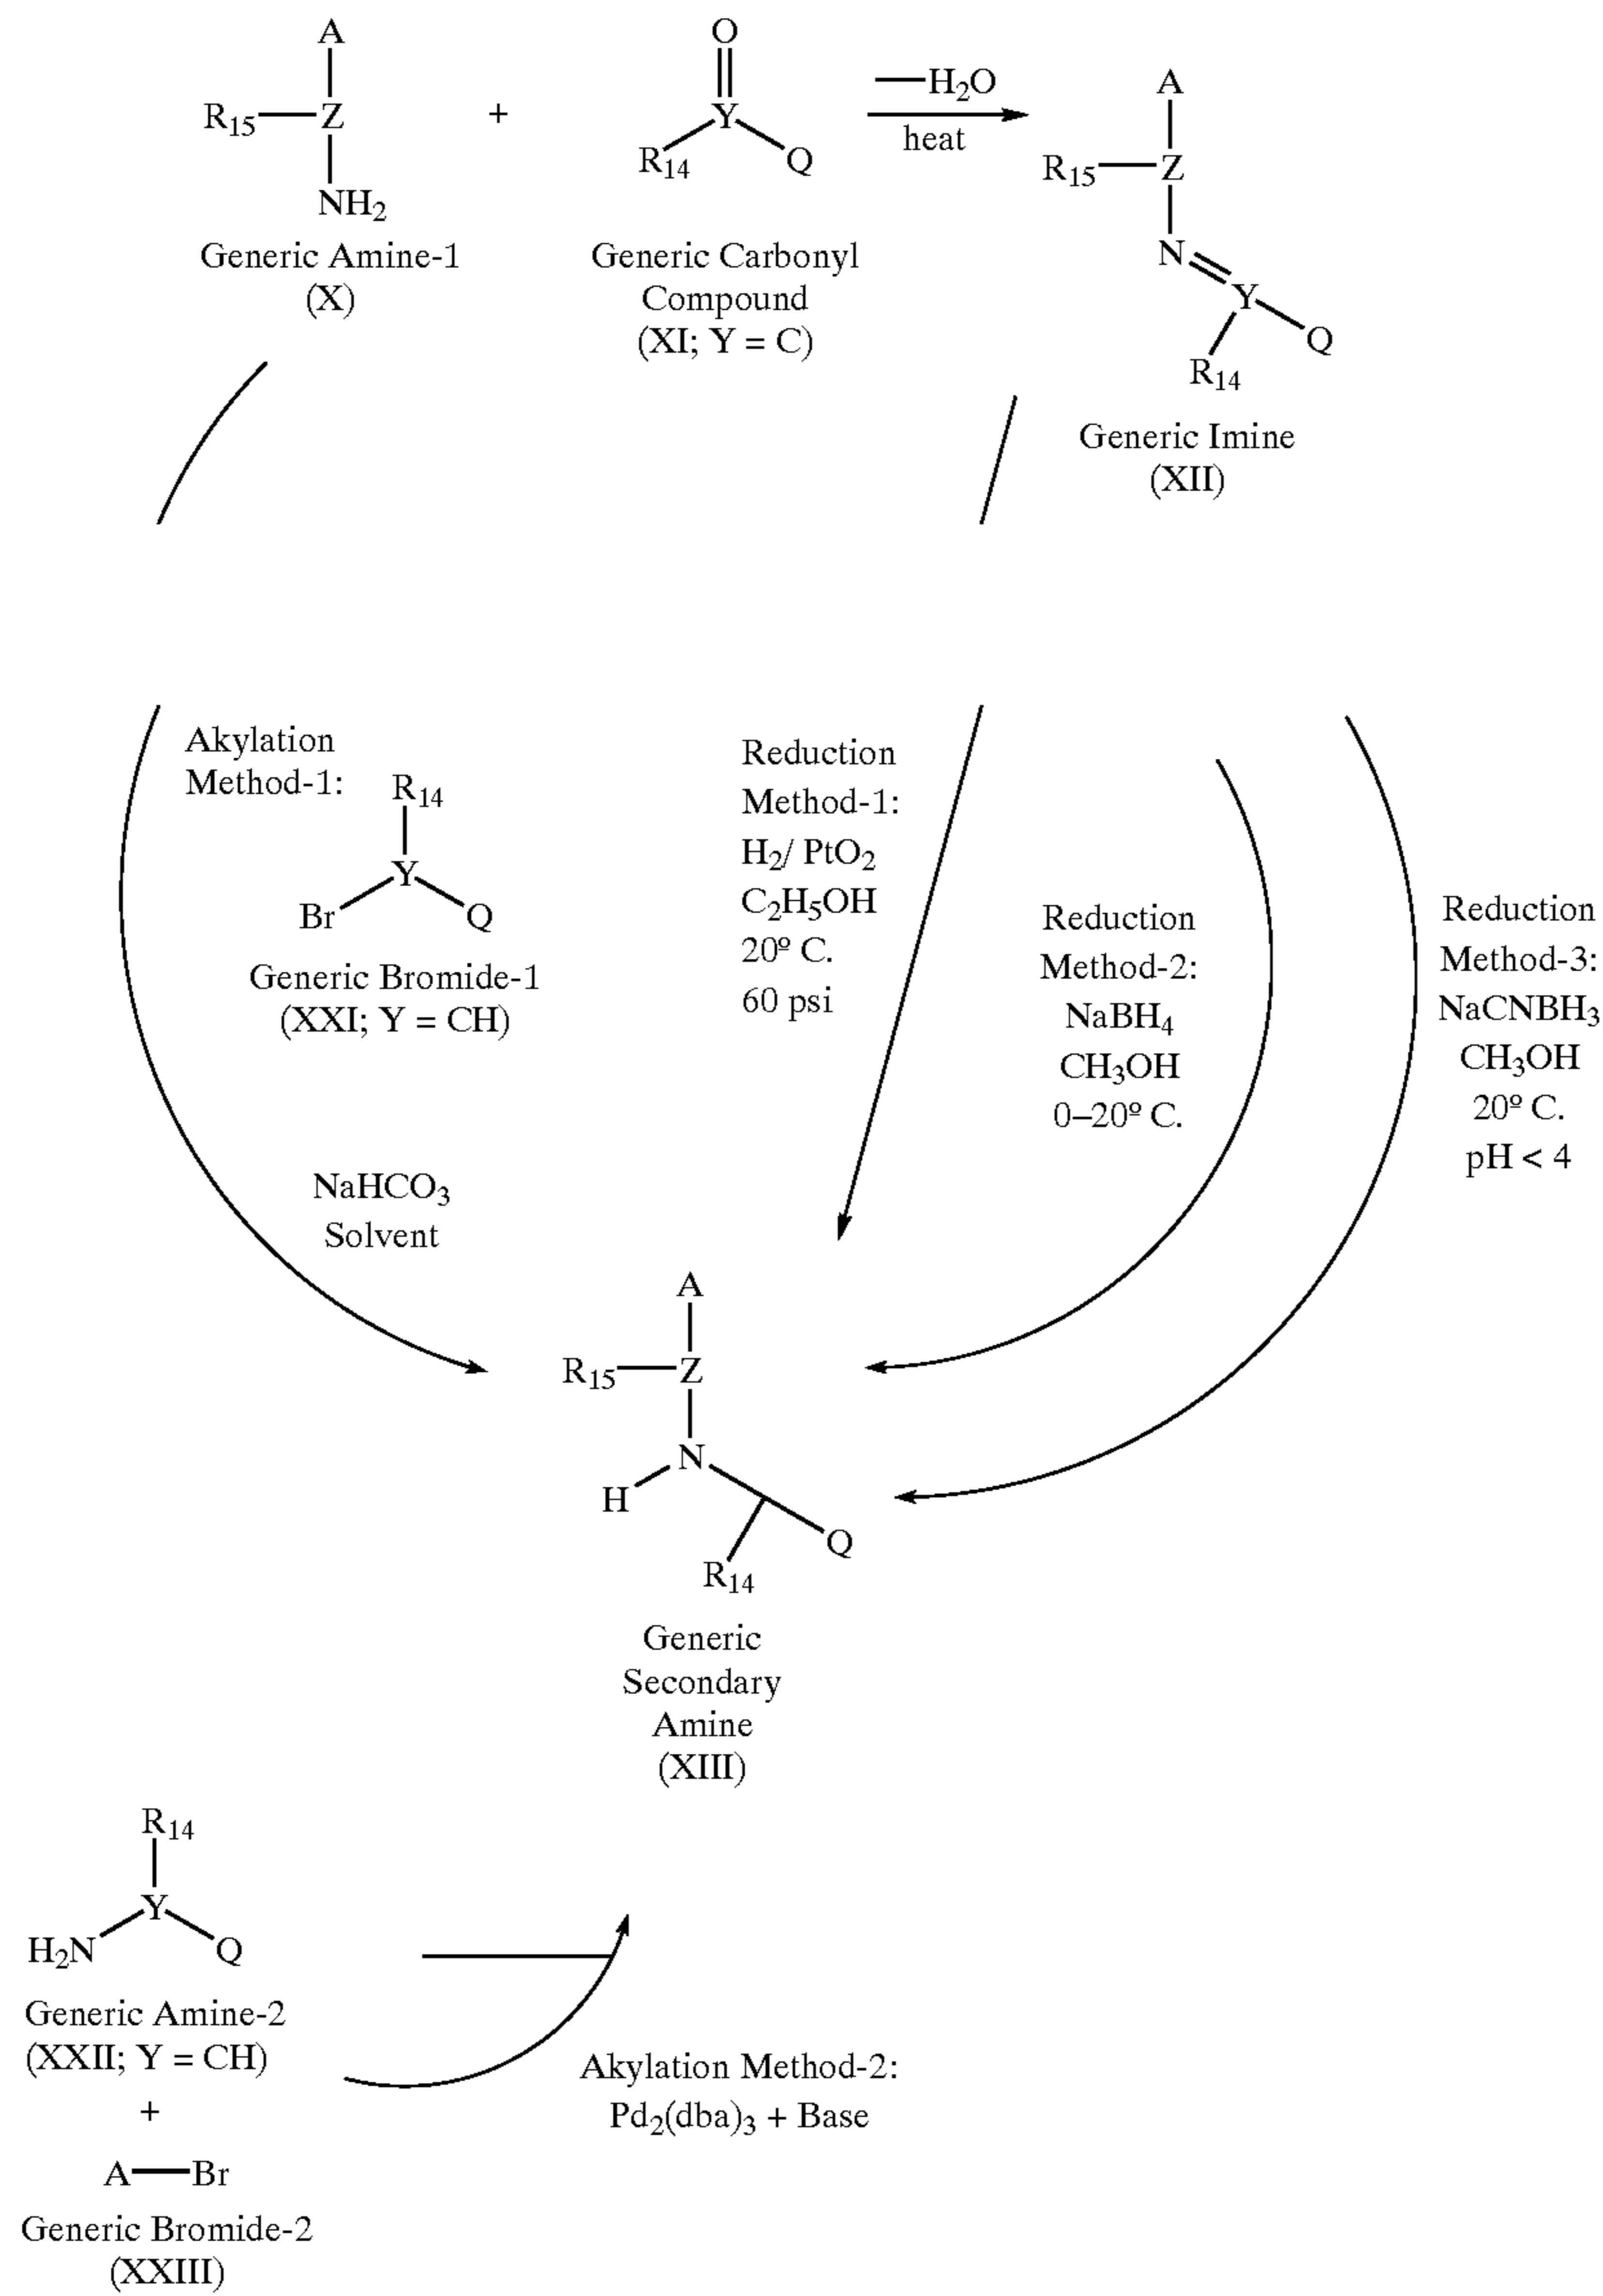 A
R15 Z
NH2
Generic Amine-1
(X)
+
O
Y
R14 Q
Generic Carbonyl
Compound
(XI; Y = C)
—H2O
heat
A
R15 Z
N
Y
Q
R14
Generic Imine
(XII)
Akylation
Method-1:
R14
Y
Br Q
Generic Bromide-1
(XXI; Y = CH)
NaHCO3
Solvent
Reduction
Method-1:
H2/ PtO2
C2H5OH
20º C.
60 psi
Reduction
Method-2:
NaBH4
CH3OH
0–20º C.
Reduction
Method-3:
NaCNBH3
CH3OH
20º C.
pH < 4
A
R15 Z
N
H
Q
R14
Generic
Secondary
Amine
(XIII)
R14
Y
H2N Q
Generic Amine-2
(XXII; Y = CH)
+
A Br
Generic Bromide-2
(XXIII)
Akylation Method-2:
Pd2(dba)3 + Base